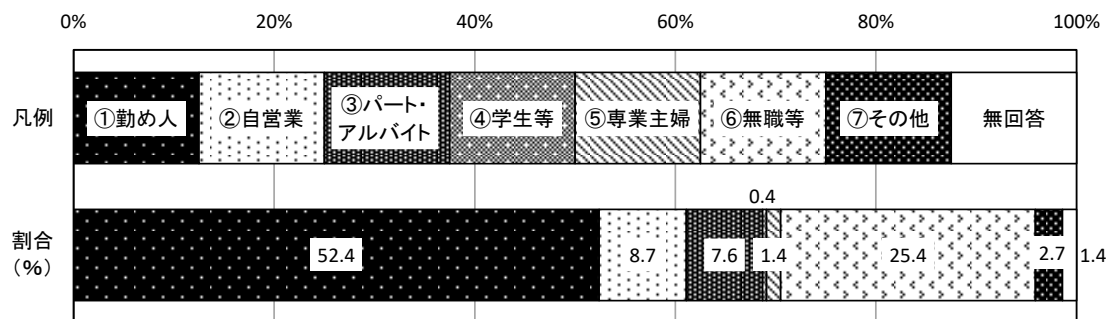 0% 20% 40% 60% 80% 100%
凡例
①勤め人
②自営業
③パート・
アルバイト
④学生等
⑤専業主婦
⑥無職等
⑦その他
無回答
0.4
割合
(%)
52.4
8.7
7.6
1.4
25.4
2.7
1.4